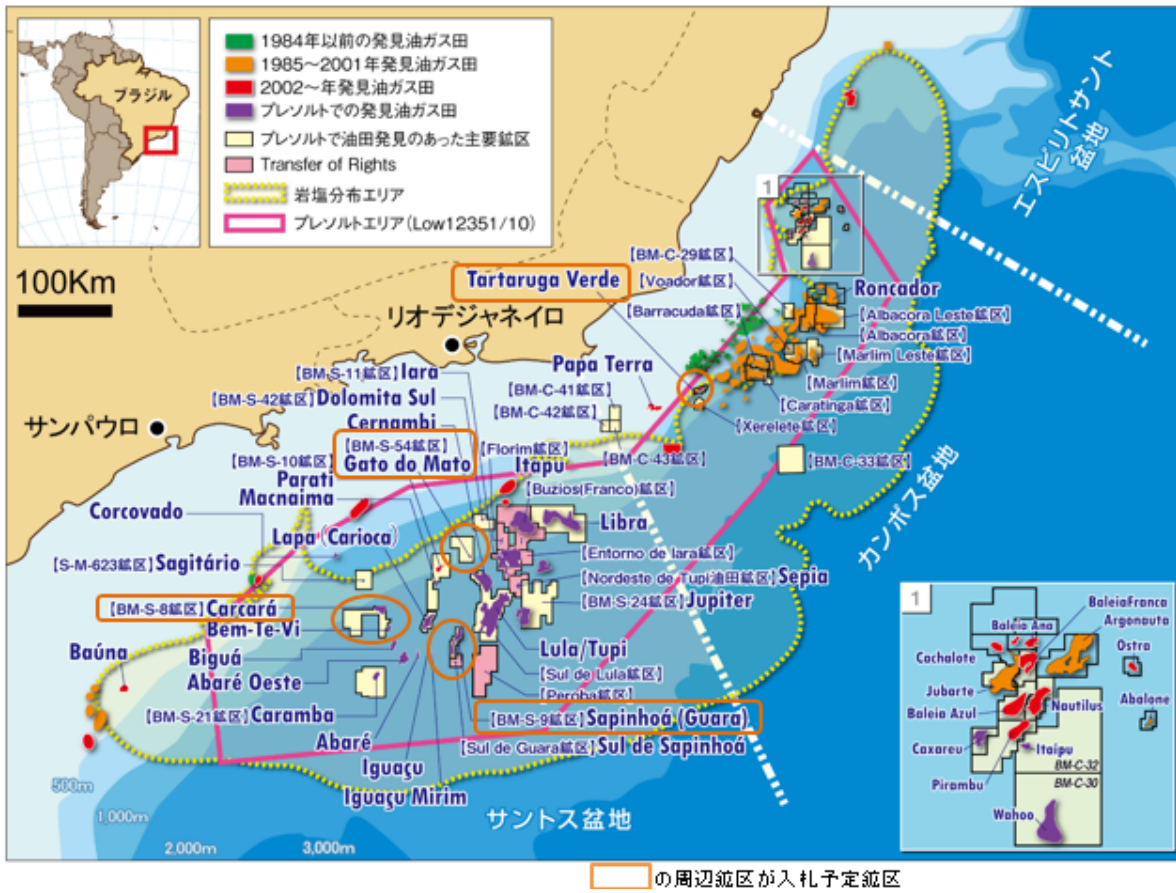 ブラジル
1984年以前の発見油ガス田
1985～2001年発見油ガス田
2002～年発見油ガス田
プレソルトでの発見油ガス田
プレソルトで油田発見のあった主要鉱区
Transfer of Rights
岩塩分布エリア
プレソルトエリア(Low12351/10)
100Km
エスピリトサント
盆地
1
【BM-C-29鉱区】
Tartaruga Verde
【Voador鉱区】
Roncador
【Barracuda鉱区】
【Albacora Leste鉱区】
リオデジャネイロ
【Albacora鉱区】
【Marlim Leste鉱区】
Papa Terra
【BM-S-11鉱区】Iará
【Marlim鉱区】
【BM-C-41鉱区】
【BM-S-42鉱区】Dolomita Sul
【Caratinga鉱区】
【BM-C-42鉱区】
Cernambi
【Xerelete鉱区】
サンパウロ
【BM-S-54鉱区】
Gato do Mato
【Florim鉱区】
【BM-C-43鉱区】
【BM-C-33鉱区】
【BM-S-10鉱区】
Parati
Itapu
Macnaima
【Buzios(Franco)鉱区】
カンポス盆地
Corcovado
Libra
Lapa (Carioca)
【Entorno de Iara鉱区】
【S-M-623鉱区】Sagitário
【Nordeste de Tupi油田鉱区】Sepia
【BM-S-8鉱区】Carcará
【BM-S-24鉱区】Jupiter
Bem-Te-Vi
Baúna
Biguá
Lula/Tupi
Abaré Oeste
【Sul de Lula鉱区】
【Peroba鉱区】
【BM-S-21鉱区】Caramba
【BM-S-9鉱区】Sapinhoá (Guara)
Abaré
【Sul de Guara鉱区】Sul de Sapinhoá
Iguaçu
Iguaçu Mirim
500m
1,000m
2,000m
3,000m
サントス盆地
1
BaleiaFranca
Baleia Ana
Argonauta
Ostra
Cachalote
Jubarte
Baleia Azul
Nautilus
Abalone
Caxareu
Itaipu
Pirambu
BM-C-32
BM-C-30
Wahoo
の周辺鉱区が入札予定鉱区